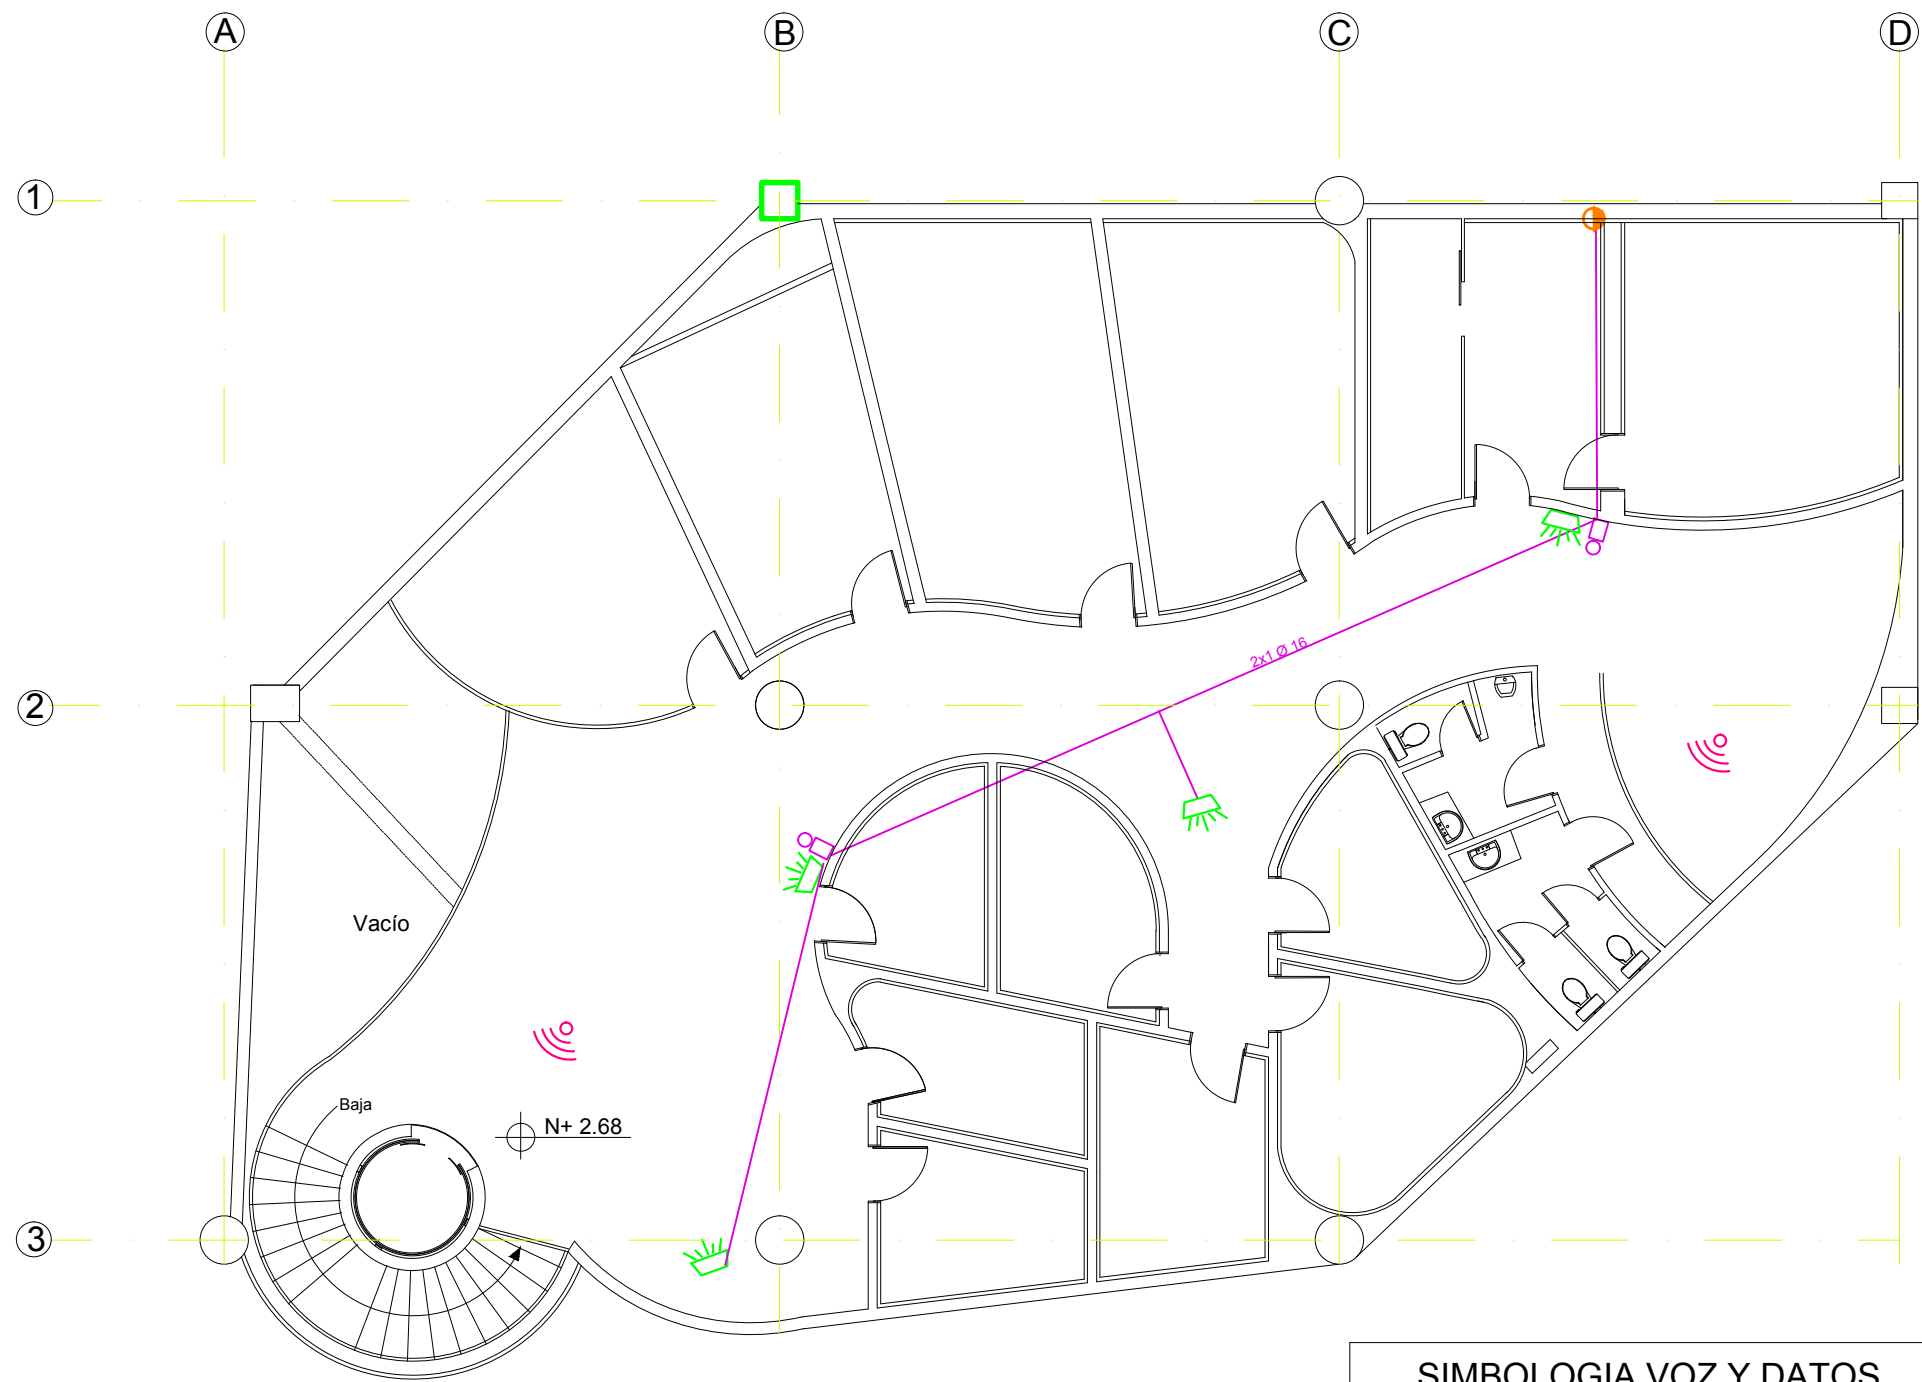 A B C D
1
2x1 Ø 16
2
Vacío
Baja
N+ 2.68
3
SIMBOLOGIA VOZ Y DATOS